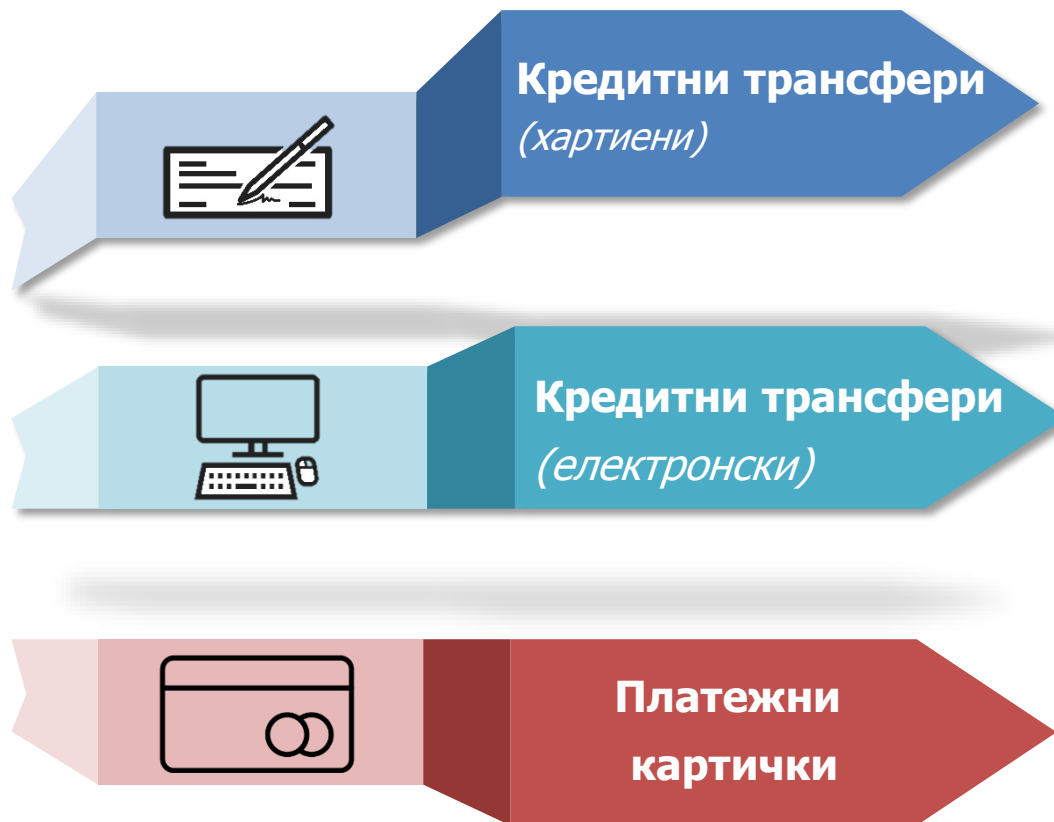 Кредитни трансфери
(хартиени)
Кредитни трансфери
(електронски)
Платежни
картички